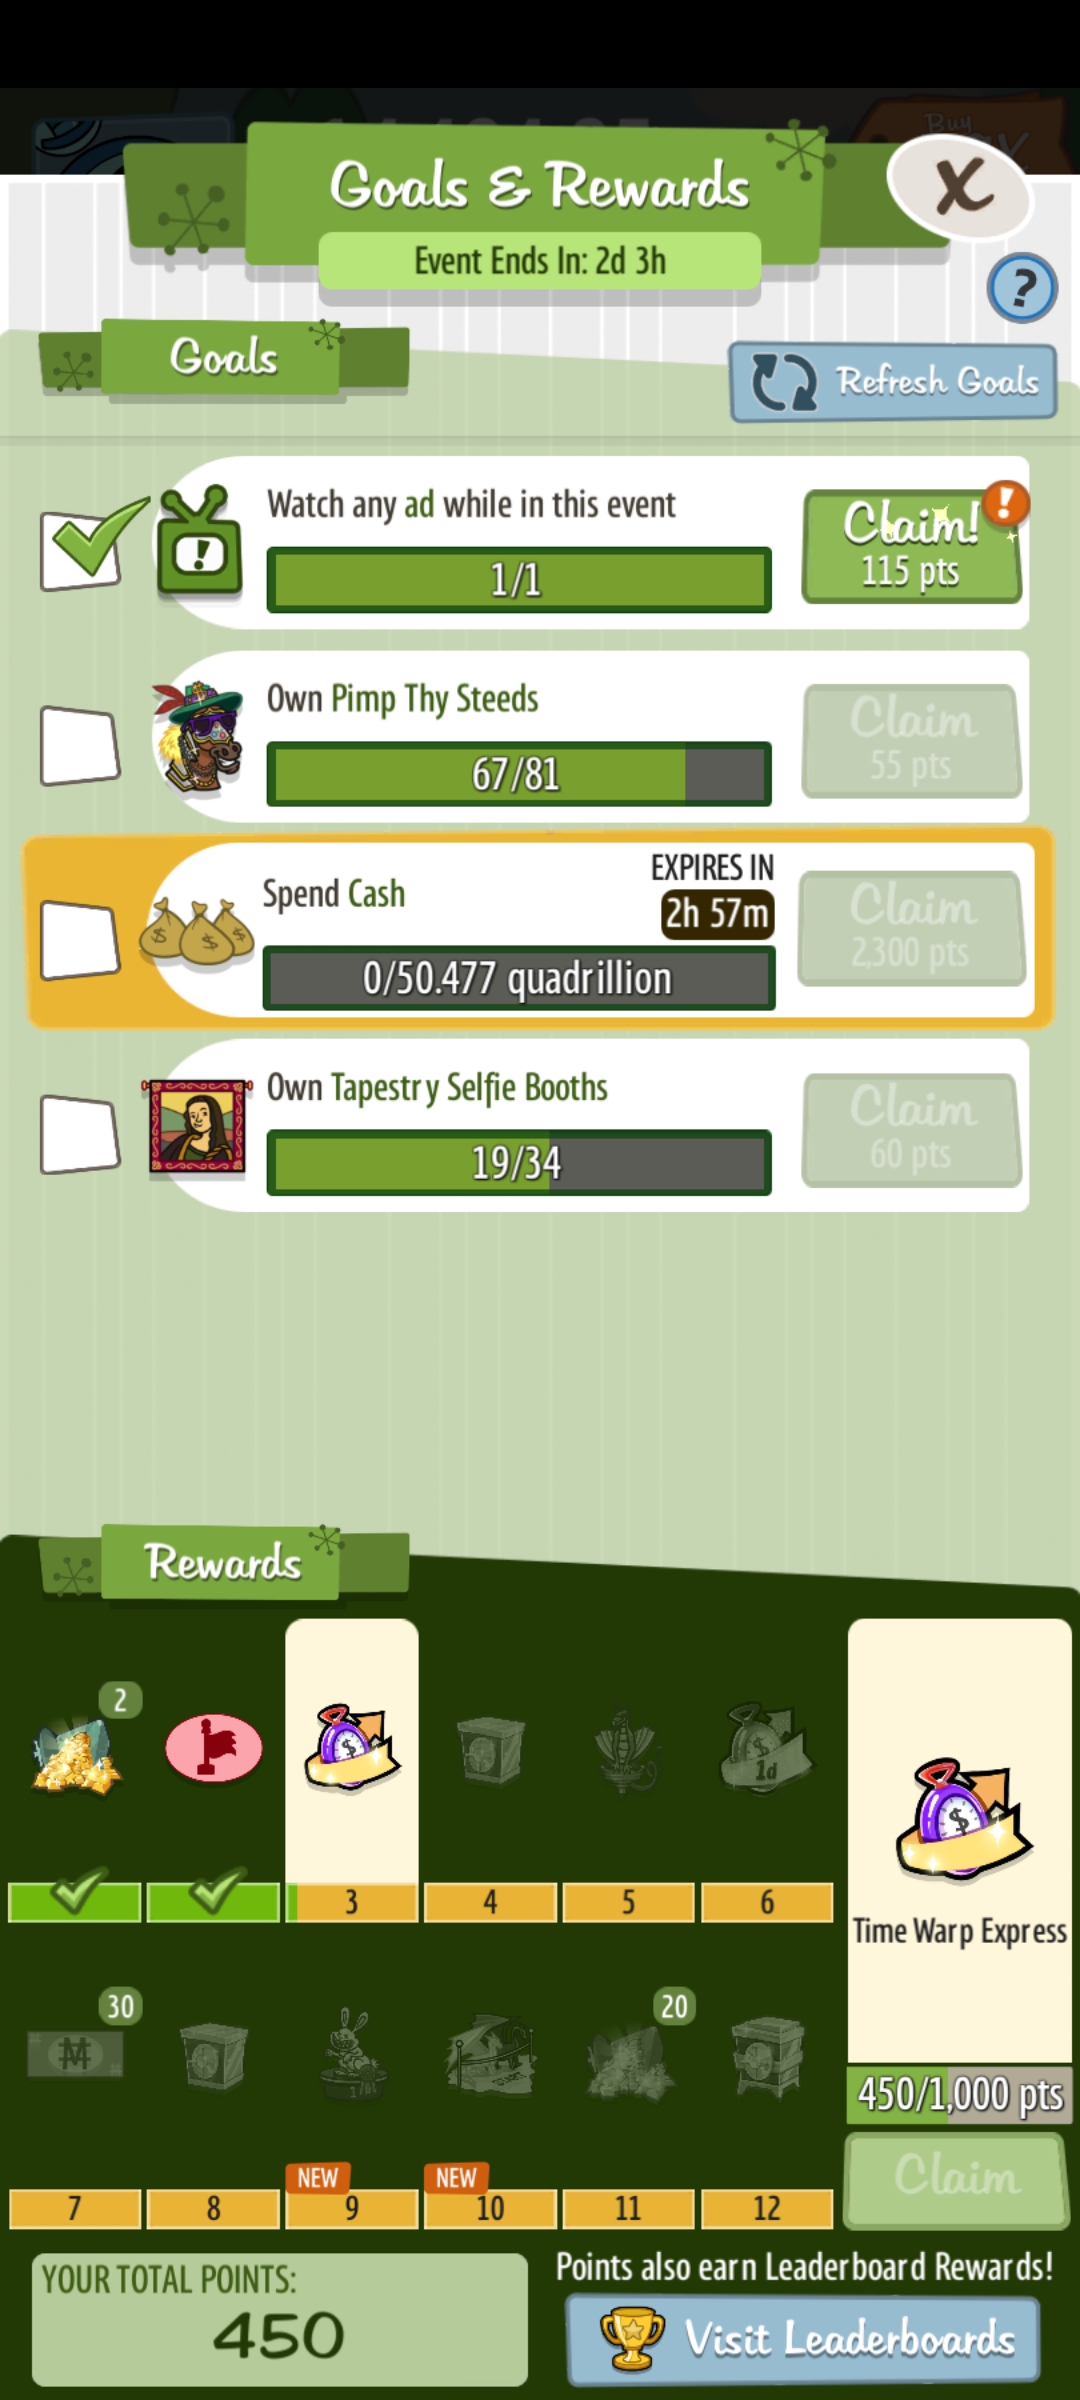 Buy
Goals & Rewards
X
Event Ends In: 2d 3h
?
Goals
Refresh Goals
Watch any ad while in this event
1/1
Claim!
115 pts
!
Own Pimp Thy Steeds
67/81
Claim
55 pts
Spend Cash
EXPIRES IN
2h 57m
0/50.477 quadrillion
Claim
2,300 pts
Own Tapestry Selfie Booths
19/34
Claim
60 pts
Rewards
2
1d
3
4
5
6
Time Warp Express
30
20
450/1,000 pts
NEW
NEW
Claim
7
8
9
10
11
12
YOUR TOTAL POINTS:
450
Points also earn Leaderboard Rewards!
Visit Leaderboards